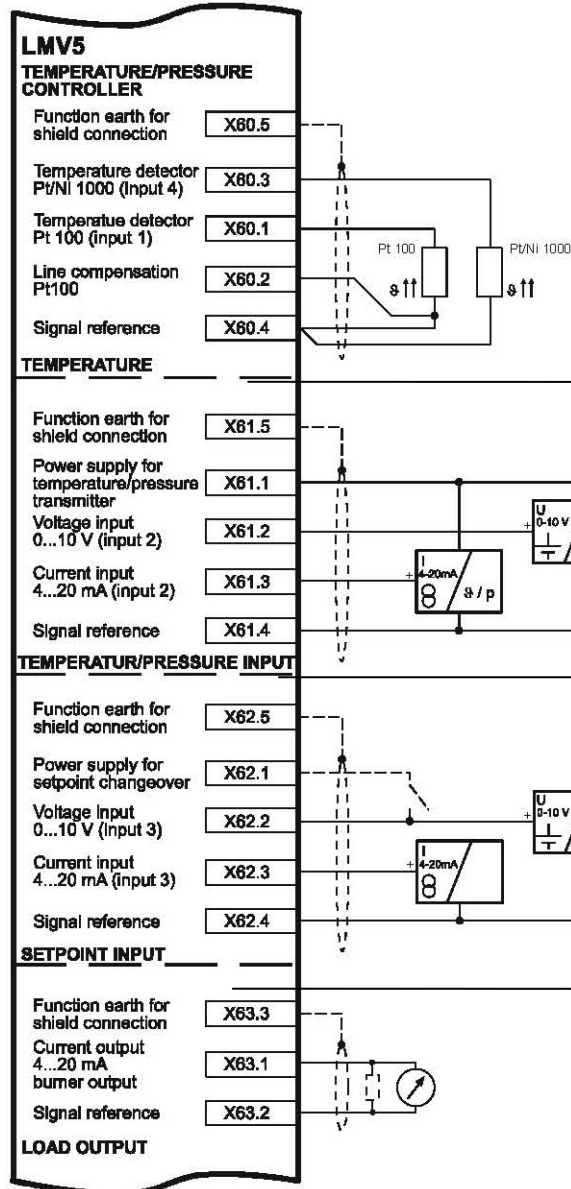 LMV5
TEMPERATURE/PRESSURE
CONTROLLER
Function earth for
shield connection
X60.5
Temperature detector
Pt/Ni 1000 (Input 4)
X60.3
Temperatue detector
Pt 100 (input 1)
X60.1
Pt 100
Pt/Ni 1000
Line compensation
Pt100
X60.2
ϑ
ϑ
Signal reference
X60.4
TEMPERATURE
Function earth for
shield connection
X61.5
Power supply for
temperature/pressure
transmitter
X61.1
Voltage input
0...10 V (input 2)
X61.2
+
U
0-10 V
Current input
4...20 mA (input 2)
X61.3
+
I
4-20mA
ϑ / p
Signal reference
X61.4
TEMPERATUR/PRESSURE INPUT
Function earth for
shield connection
X62.5
Power supply for
setpoint changeover
X62.1
Voltage Input
0...10 V (Input 3)
X62.2
+
U
0-10 V
Current input
4...20 mA (input 3)
X62.3
+
I
4-20mA
Signal reference
X62.4
SETPOINT INPUT
Function earth for
shield connection
X63.3
Current output
4...20 mA
burner output
X63.1
Signal reference
X63.2
LOAD OUTPUT